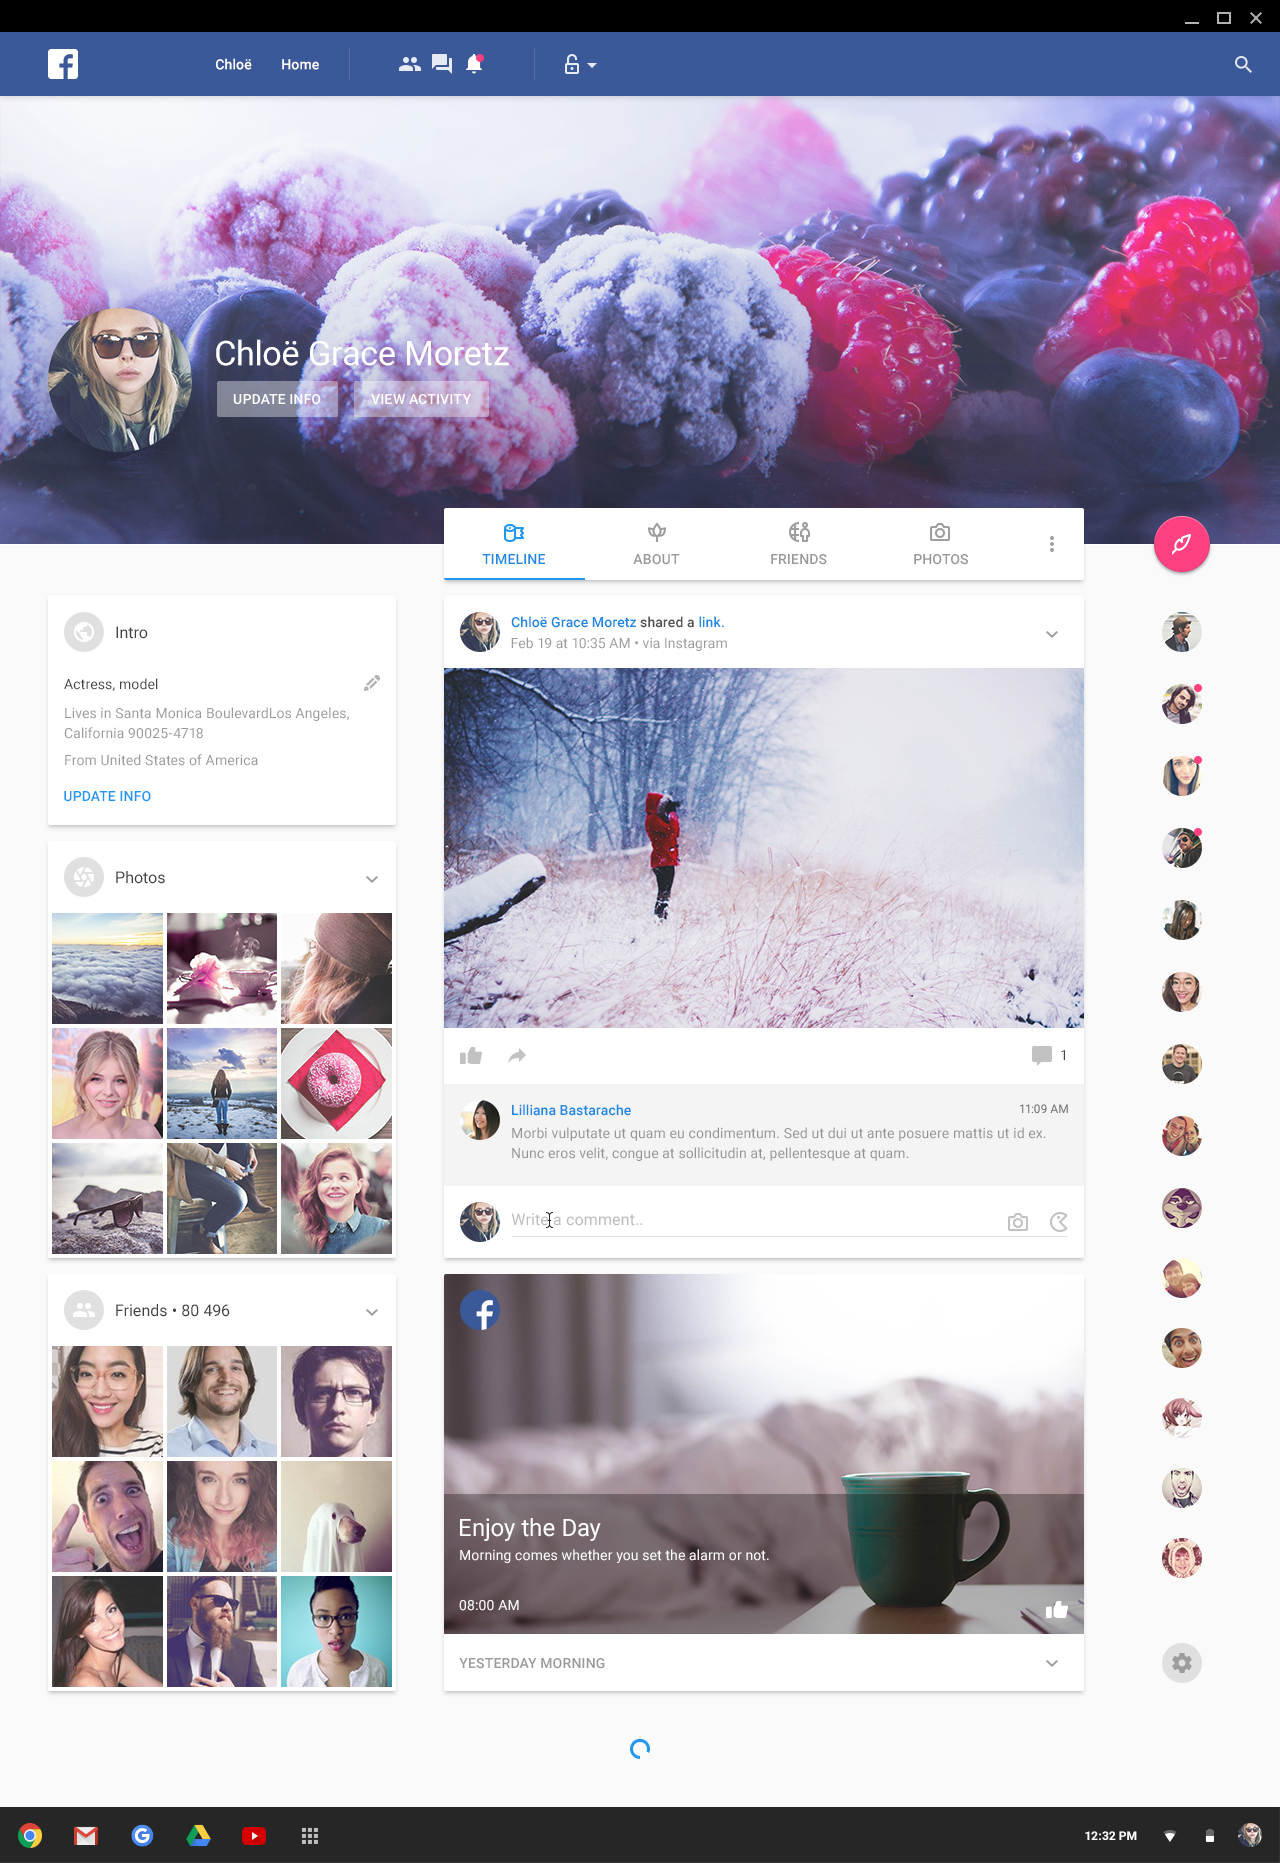 Chloë
Home
Chloë Grace Moretz
UPDATE INFO
VIEW ACTIVITY
TIMELINE
ABOUT
FRIENDS
PHOTOS
Intro
Actress, model
Lives in Santa Monica BoulevardLos Angeles,
California 90025-4718
From United States of America
UPDATE INFO
Photos
Friends • 80 496
Chloë Grace Moretz shared a link.
Feb 19 at 10:35 AM • via Instagram
1
Lilliana Bastarache
11:09 AM
Morbi vulputate ut quam eu condimentum. Sed ut dui ut ante posuere mattis ut id ex.
Nunc eros velit, congue at sollicitudin at, pellentesque at quam.
Write a comment..
Enjoy the Day
Morning comes whether you set the alarm or not.
08:00 AM
YESTERDAY MORNING
12:32 PM